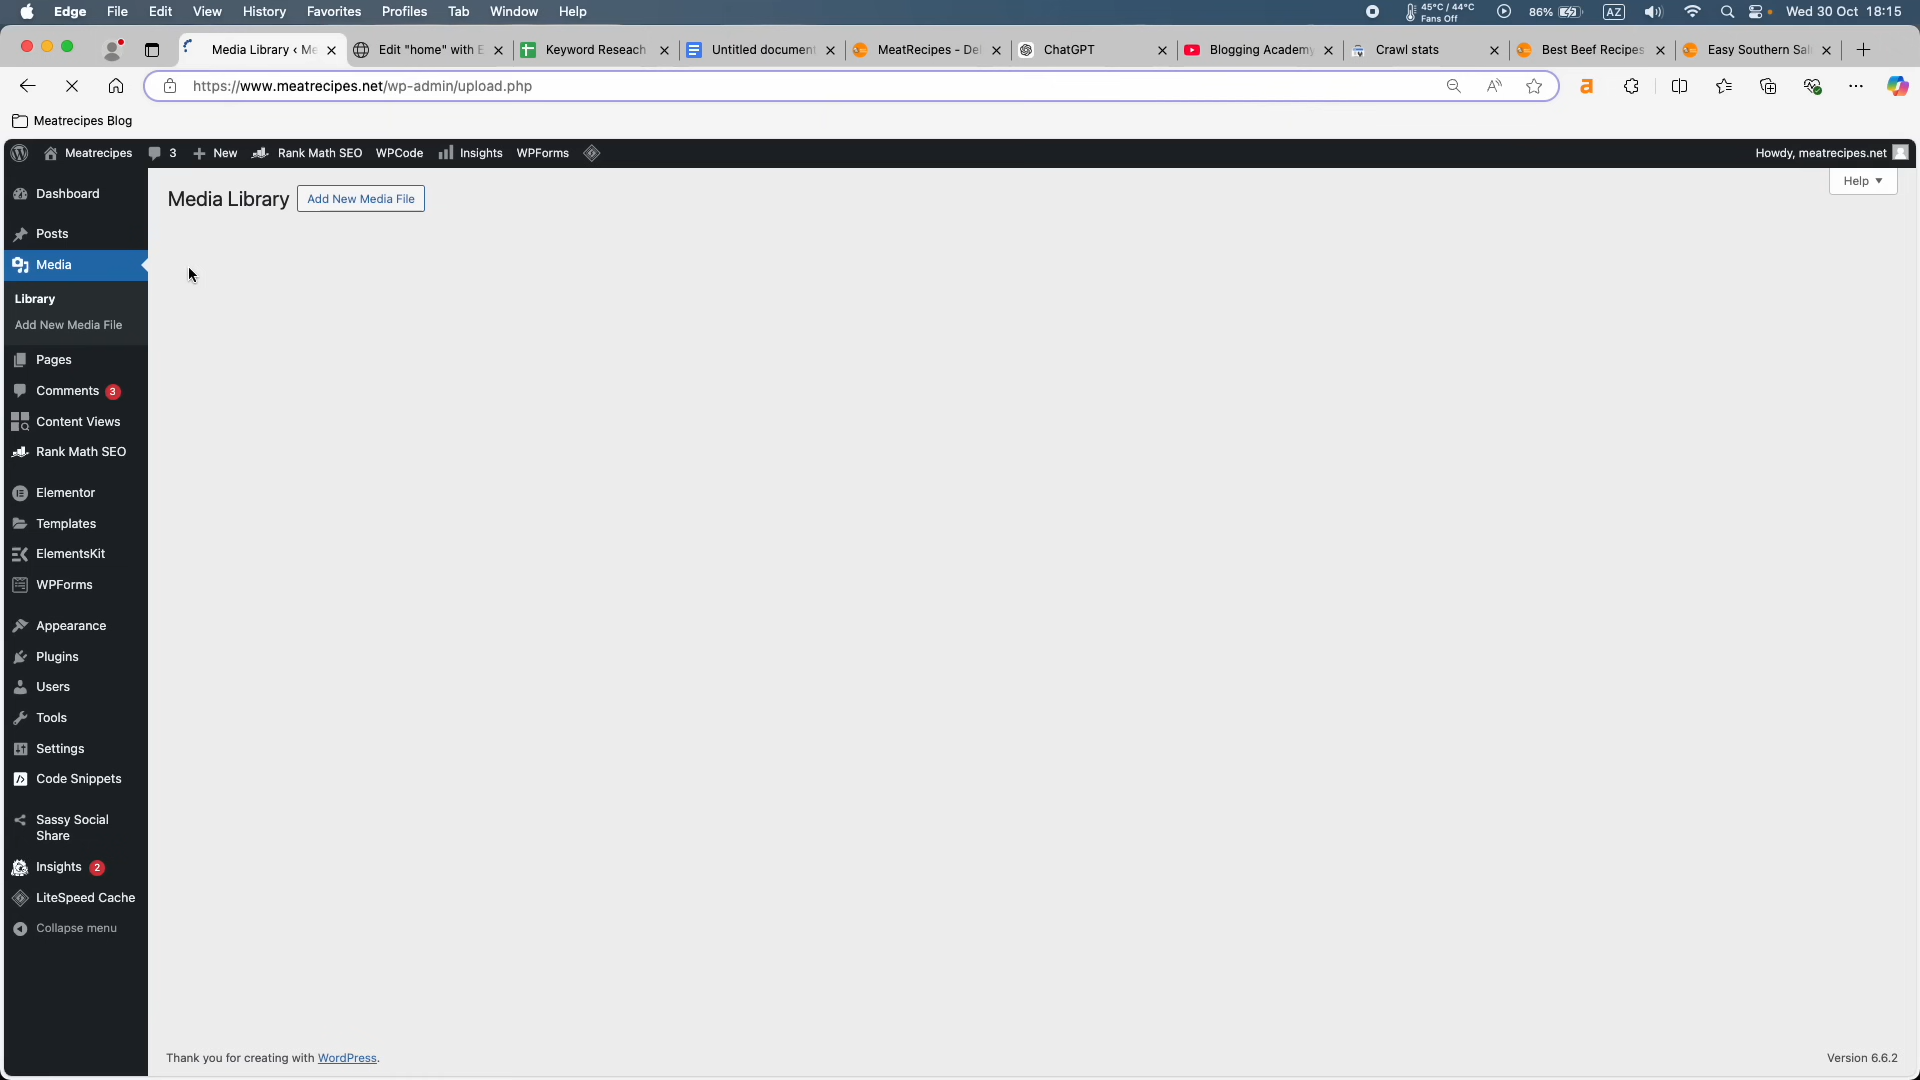 Edge File Edit View History Favorites Profiles Tab Window Help 45°C / 44°C Fans Off 86% AZ Wed 30 Oct 18:15
Media Library ‹ Me Edit "home" with E Keyword Reseach Untitled document MeatRecipes - Del ChatGPT Blogging Academy Crawl stats Best Beef Recipes Easy Southern Sal
https://www.meatrecipes.net/wp-admin/upload.php
Meatrecipes Blog
Meatrecipes 3 New Rank Math SEO WPCode Insights WPForms Howdy, meatrecipes.net
Help
Media Library Add New Media File
Dashboard
Posts
Media
Library
Add New Media File
Pages
Comments 3
Content Views
Rank Math SEO
Elementor
Templates
ElementsKit
WPForms
Appearance
Plugins
Users
Tools
Settings
Code Snippets
Sassy Social
Share
Insights 2
LiteSpeed Cache
Collapse menu
Thank you for creating with WordPress. Version 6.6.2